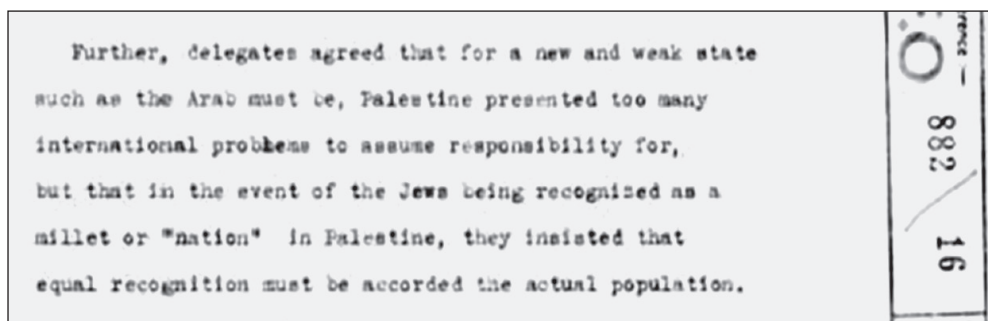 Further, delegates agreed that for a new and weak state
such as the Arab must be, Palestine presented too many
international problems to assume responsibility for,
but that in the event of the Jews being recognized as a
millet or "nation" in Palestine, they insisted that
equal recognition must be accorded the actual population.
O
rence —
882
16